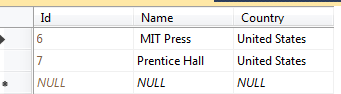 Id Name Country
6 MIT Press United States
7 Prentice Hall United States
NULL NULL NULL